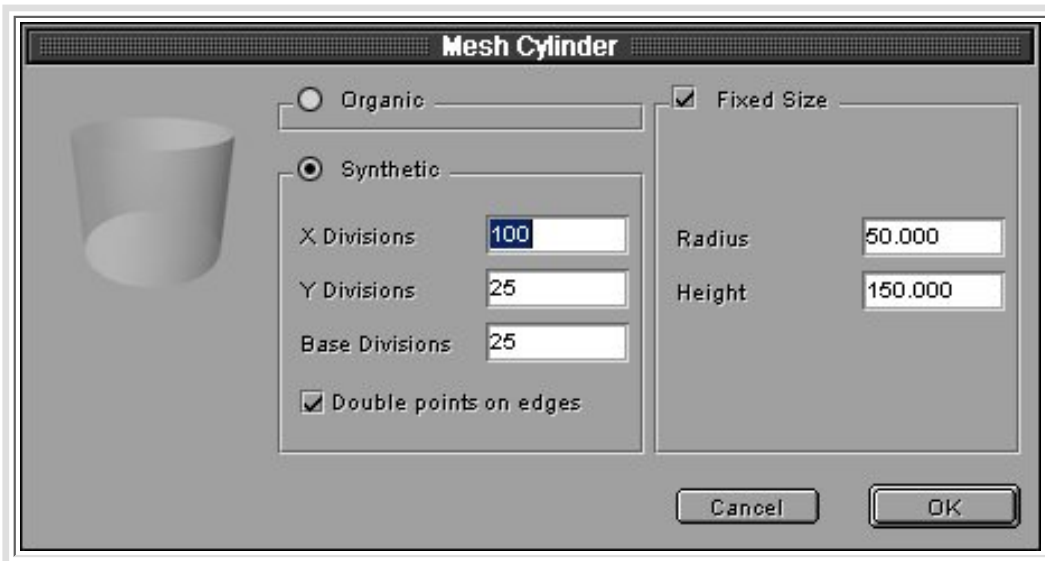 Mesh Cylinder
Organic
Synthetic
X Divisions 100
Y Divisions 25
Base Divisions 25
Double points on edges
Fixed Size
Radius 50.000
Height 150.000
Cancel OK